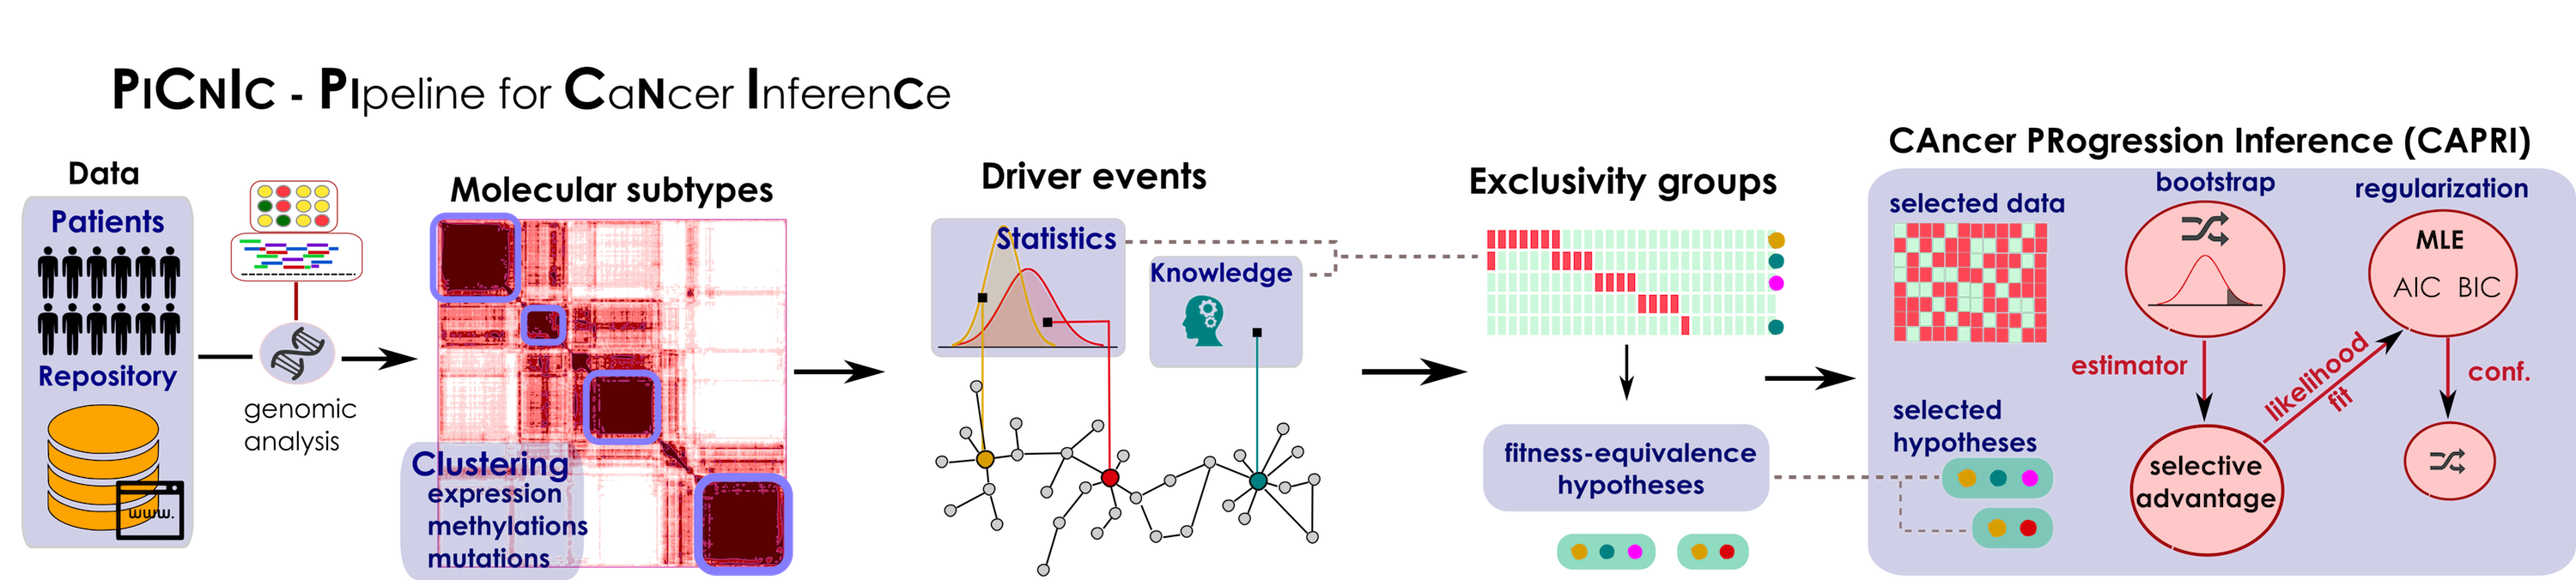 PICNIC - PIpeline for CaNcer InferenCe
Data
Patients
Repository
www.
genomic
analysis
Molecular subtypes
Clustering
expression
methylations
mutations
Driver events
Statistics
Knowledge
Exclusivity groups
fitness-equivalence
hypotheses
CAncer PRogression Inference (CAPRI)
selected data
selected
hypotheses
bootstrap
estimator
selective
advantage
likelihood
fit
regularization
MLE
AIC BIC
conf.